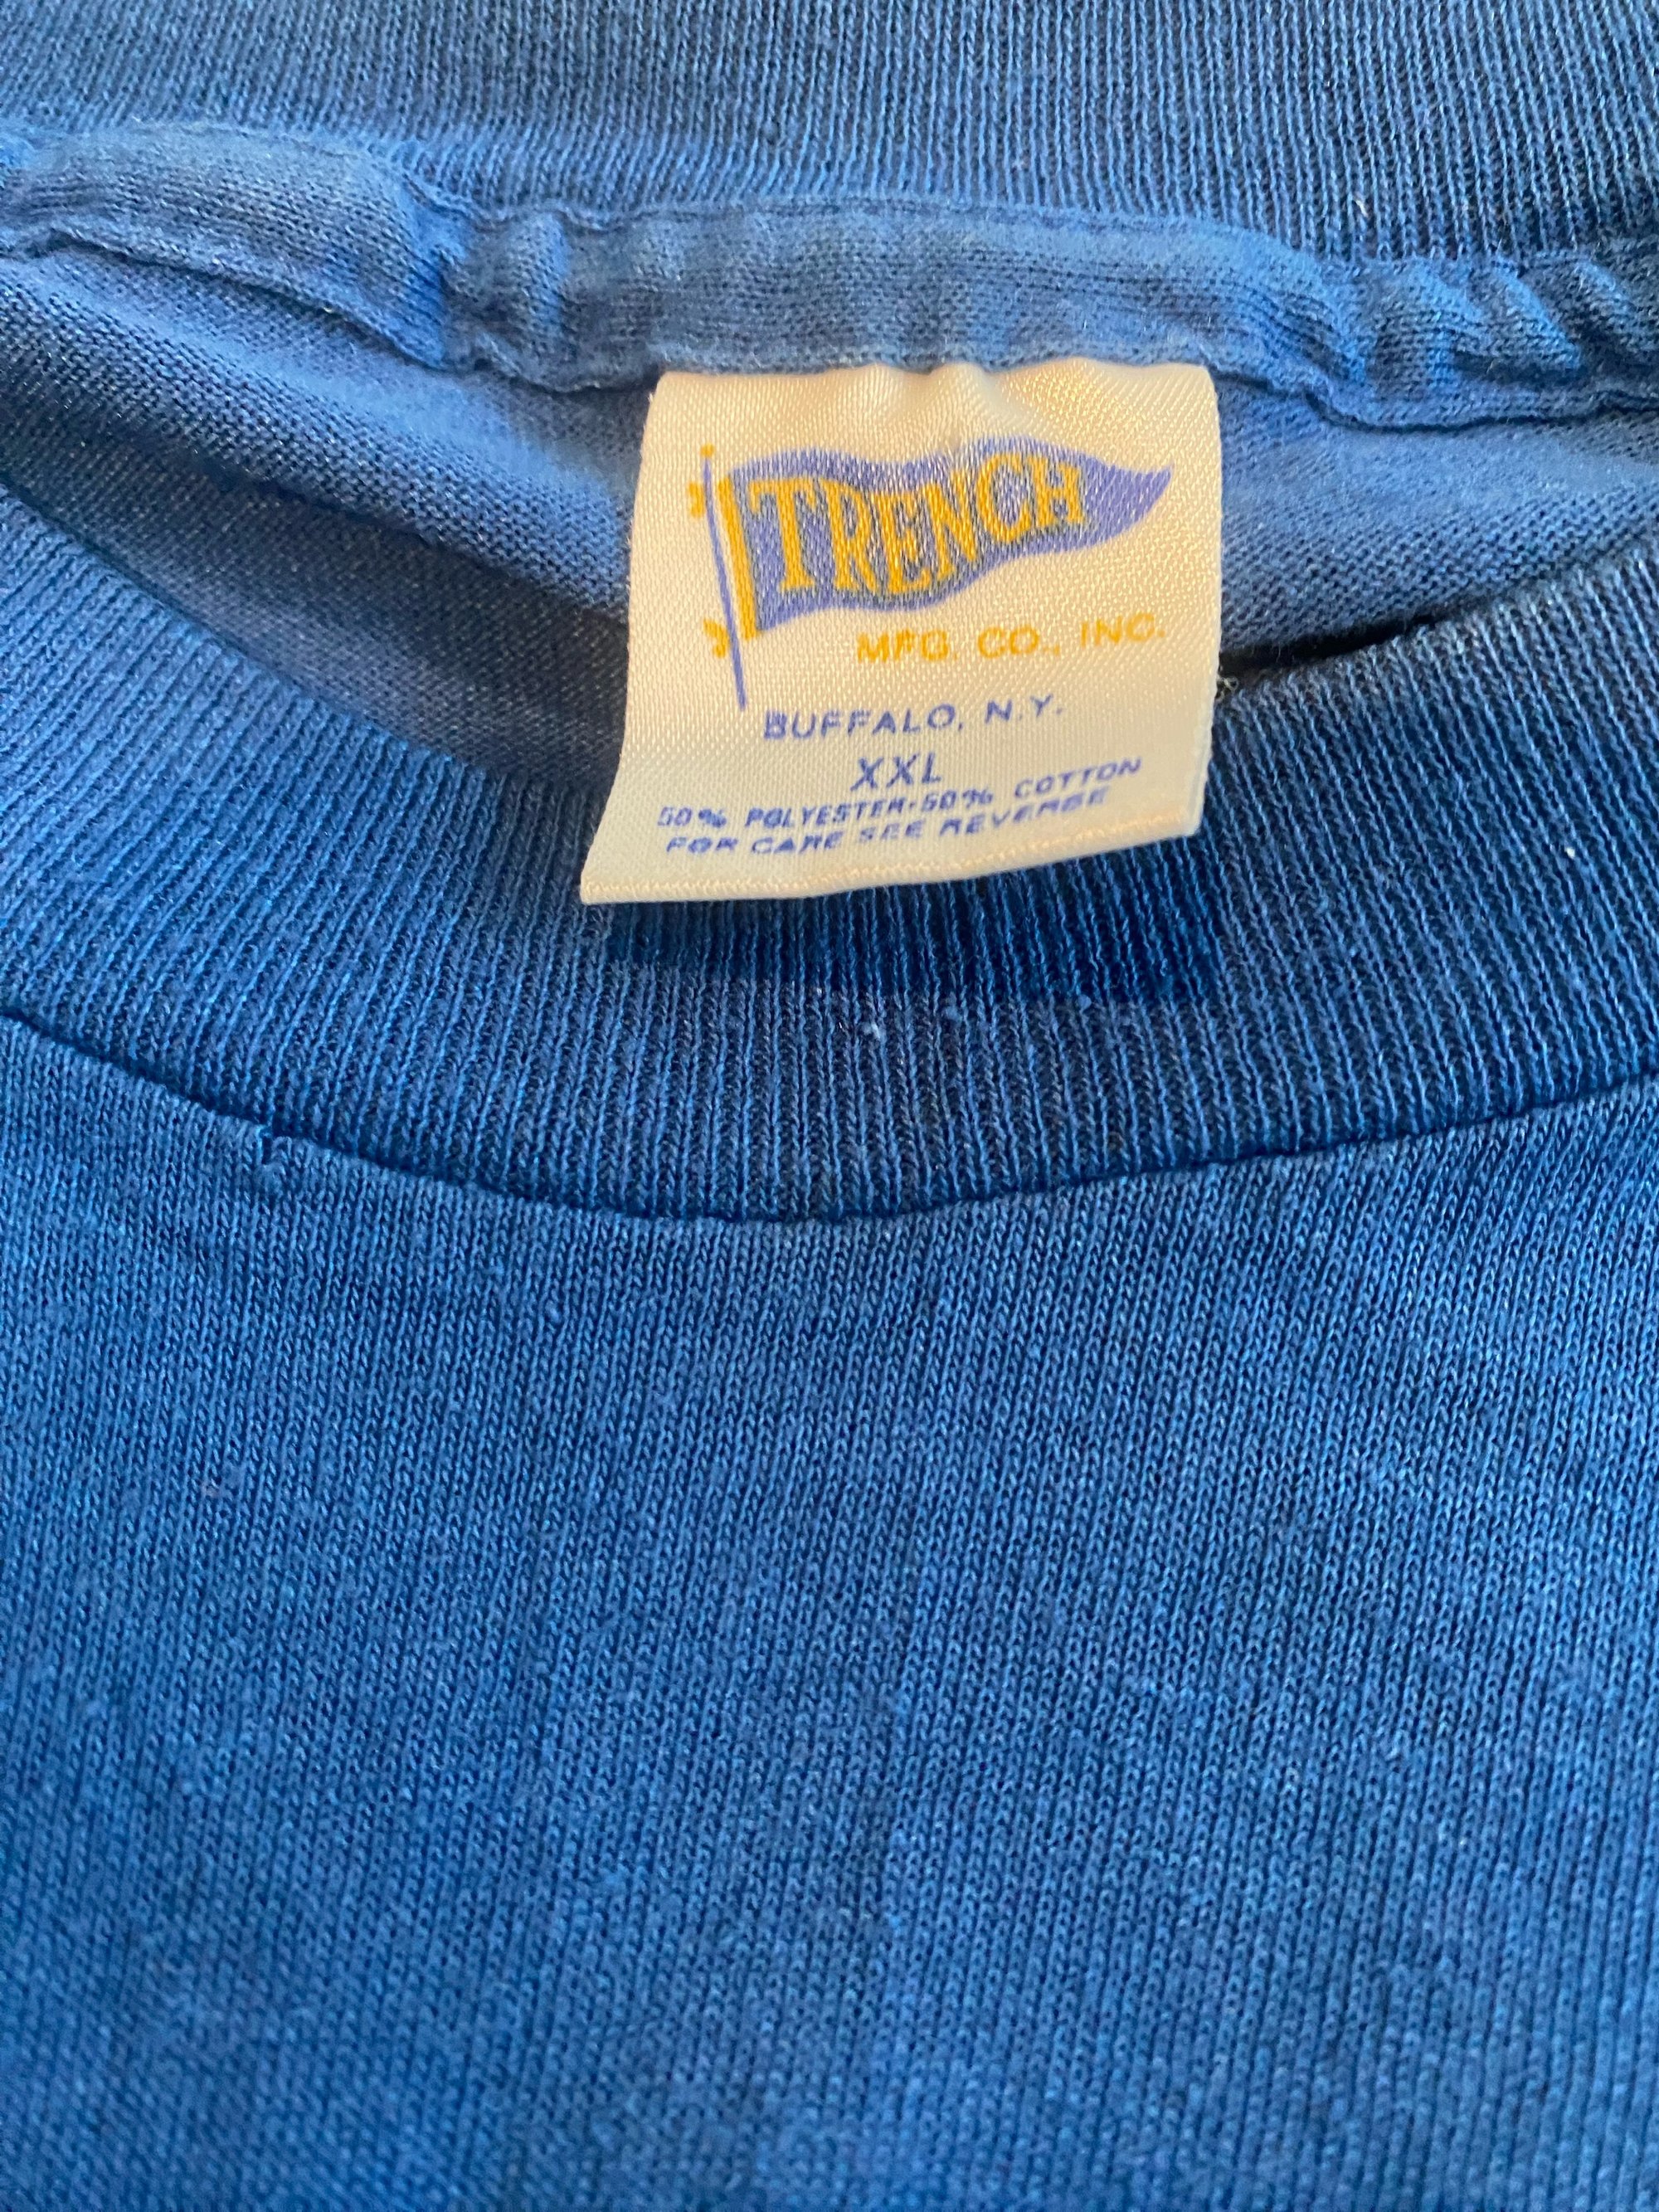 TRENCH
MFG. CO., INC.
BUFFALO, N.Y.
XXL
50% POLYESTER·50% COTTON
FOR CARE SEE REVERSE